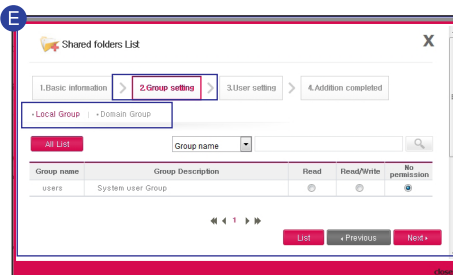 E
Shared folders List
X
1.Basic information > 2.Group setting > 3.User setting > 4.Addition completed
• Local Group | • Domain Group
All List Group name
Group name Group Description Read Read/Write No permission
users System user Group
1
List Previous Next
close